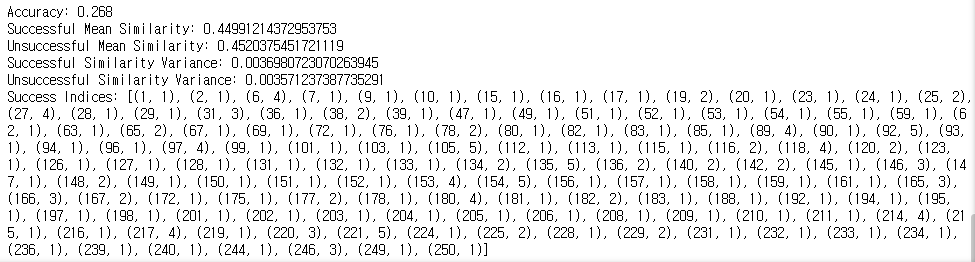 Accuracy: 0.268
Successful Mean Similarity: 0.44991214372953753
Unsuccessful Mean Similarity: 0.4520375451721119
Successful Similarity Variance: 0.0036980723070263945
Unsuccessful Similarity Variance: 0.003571237387735291
Success Indices: [(1, 1), (2, 1), (6, 4), (7, 1), (9, 1), (10, 1), (15, 1), (16, 1), (17, 1), (19, 2), (20, 1), (23, 1), (24, 1), (25, 2),
(27, 4), (28, 1), (29, 1), (31, 3), (36, 1), (38, 2), (39, 1), (47, 1), (49, 1), (51, 1), (52, 1), (53, 1), (54, 1), (55, 1), (59, 1), (6
2, 1), (63, 1), (65, 2), (67, 1), (69, 1), (72, 1), (76, 1), (78, 2), (80, 1), (82, 1), (83, 1), (85, 1), (89, 4), (90, 1), (92, 5), (93,
1), (94, 1), (96, 1), (97, 4), (99, 1), (101, 1), (103, 1), (105, 5), (112, 1), (113, 1), (115, 1), (116, 2), (118, 4), (120, 2), (123,
1), (126, 1), (127, 1), (128, 1), (131, 1), (132, 1), (133, 1), (134, 2), (135, 5), (136, 2), (140, 2), (142, 2), (145, 1), (146, 3), (14
7, 1), (148, 2), (149, 1), (150, 1), (151, 1), (152, 1), (153, 4), (154, 5), (156, 1), (157, 1), (158, 1), (159, 1), (161, 1), (165, 3),
(166, 3), (167, 2), (172, 1), (175, 1), (177, 2), (178, 1), (180, 4), (181, 1), (182, 2), (183, 1), (188, 1), (192, 1), (194, 1), (195,
1), (197, 1), (198, 1), (201, 1), (202, 1), (203, 1), (204, 1), (205, 1), (206, 1), (208, 1), (209, 1), (210, 1), (211, 1), (214, 4), (21
5, 1), (216, 1), (217, 4), (219, 1), (220, 3), (221, 5), (224, 1), (225, 2), (228, 1), (229, 2), (231, 1), (232, 1), (233, 1), (234, 1),
(236, 1), (239, 1), (240, 1), (244, 1), (246, 3), (249, 1), (250, 1)]